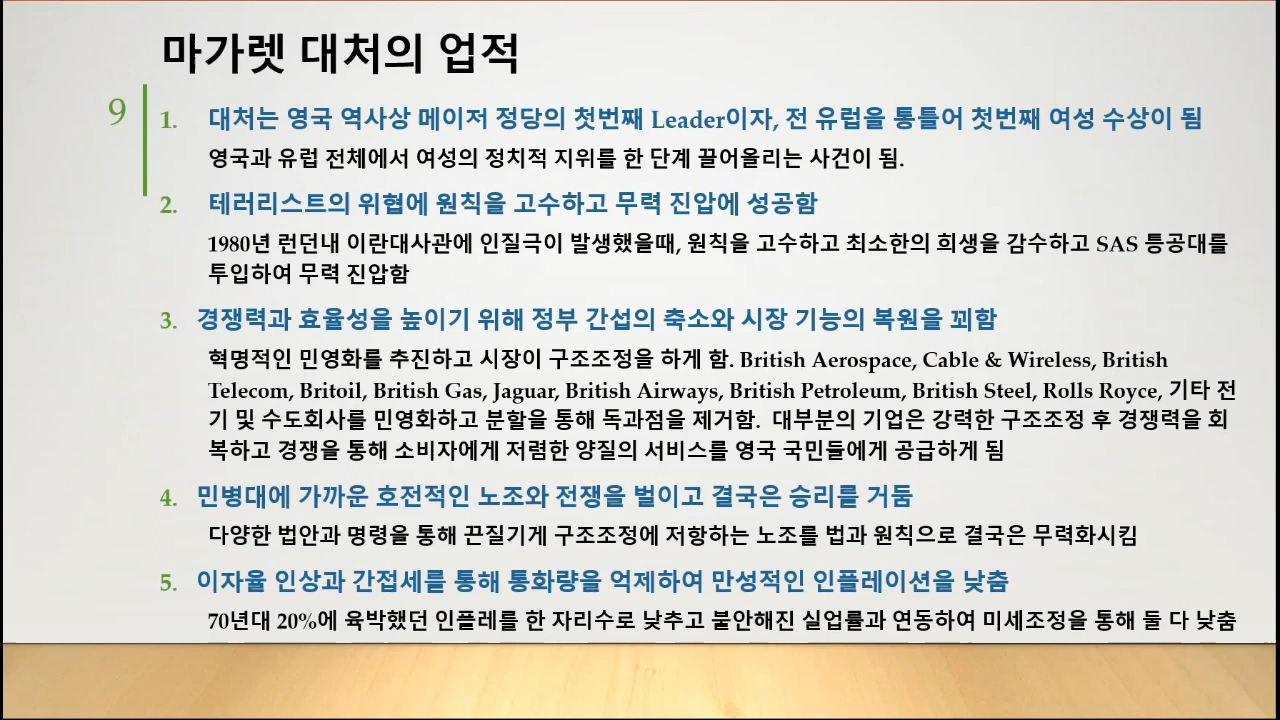 마가렛 대처의 업적
9
1. 대처는 영국 역사상 메이저 정당의 첫번째 Leader이자, 전 유럽을 통틀어 첫번째 여성 수상이 됨
영국과 유럽 전체에서 여성의 정치적 지위를 한 단계 끌어올리는 사건이 됨.
2. 테러리스트의 위협에 원칙을 고수하고 무력 진압에 성공함
1980년 런던내 이란대사관에 인질극이 발생했을때, 원칙을 고수하고 최소한의 희생을 감수하고 SAS 특공대를
투입하여 무력 진압함
3. 경쟁력과 효율성을 높이기 위해 정부 간섭의 축소와 시장 기능의 복원을 꾀함
혁명적인 민영화를 추진하고 시장이 구조조정을 하게 함. British Aerospace, Cable & Wireless, British
Telecom, Britoil, British Gas, Jaguar, British Airways, British Petroleum, British Steel, Rolls Royce, 기타 전
기 및 수도회사를 민영화하고 분할을 통해 독과점을 제거함. 대부분의 기업은 강력한 구조조정 후 경쟁력을 회
복하고 경쟁을 통해 소비자에게 저렴한 양질의 서비스를 영국 국민들에게 공급하게 됨
4. 민병대에 가까운 호전적인 노조와 전쟁을 벌이고 결국은 승리를 거둠
다양한 법안과 명령을 통해 끈질기게 구조조정에 저항하는 노조를 법과 원칙으로 결국은 무력화시킴
5. 이자율 인상과 간접세를 통해 통화량을 억제하여 만성적인 인플레이션을 낮춤
70년대 20%에 육박했던 인플레를 한 자리수로 낮추고 불안해진 실업률과 연동하여 미세조정을 통해 둘 다 낮춤